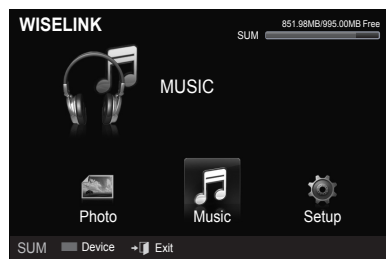 WISELINK
851.98MB/995.00MB Free
SUM
MUSIC
Photo Music Setup
SUM Device Exit